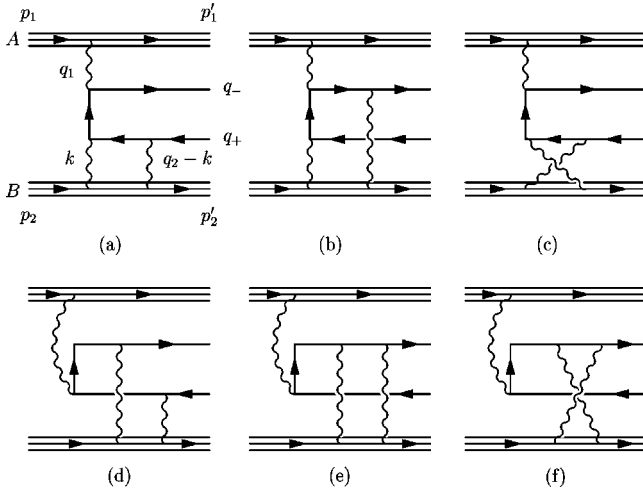 p₁ p′₁
A
q₁
q₋
q₊
k q₂ − k
B
p₂ p′₂
(a) (b) (c)
(d) (e) (f)